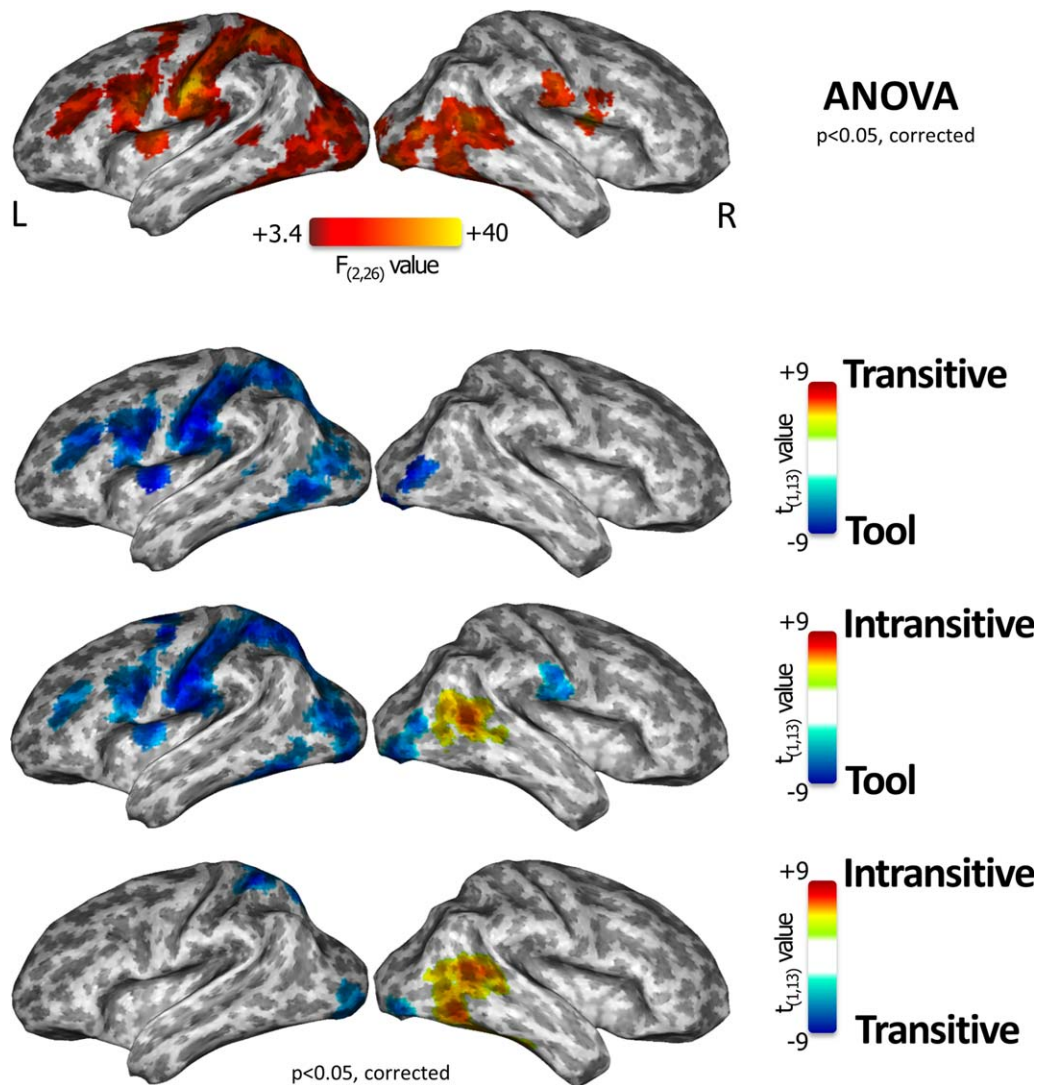 ANOVA
p<0.05, corrected
L
R
+3.4
+40
F(2,26) value
+9
Transitive
t(1,13) value
-9
Tool
+9
Intransitive
t(1,13) value
-9
Tool
+9
Intransitive
t(1,13) value
-9
Transitive
p<0.05, corrected